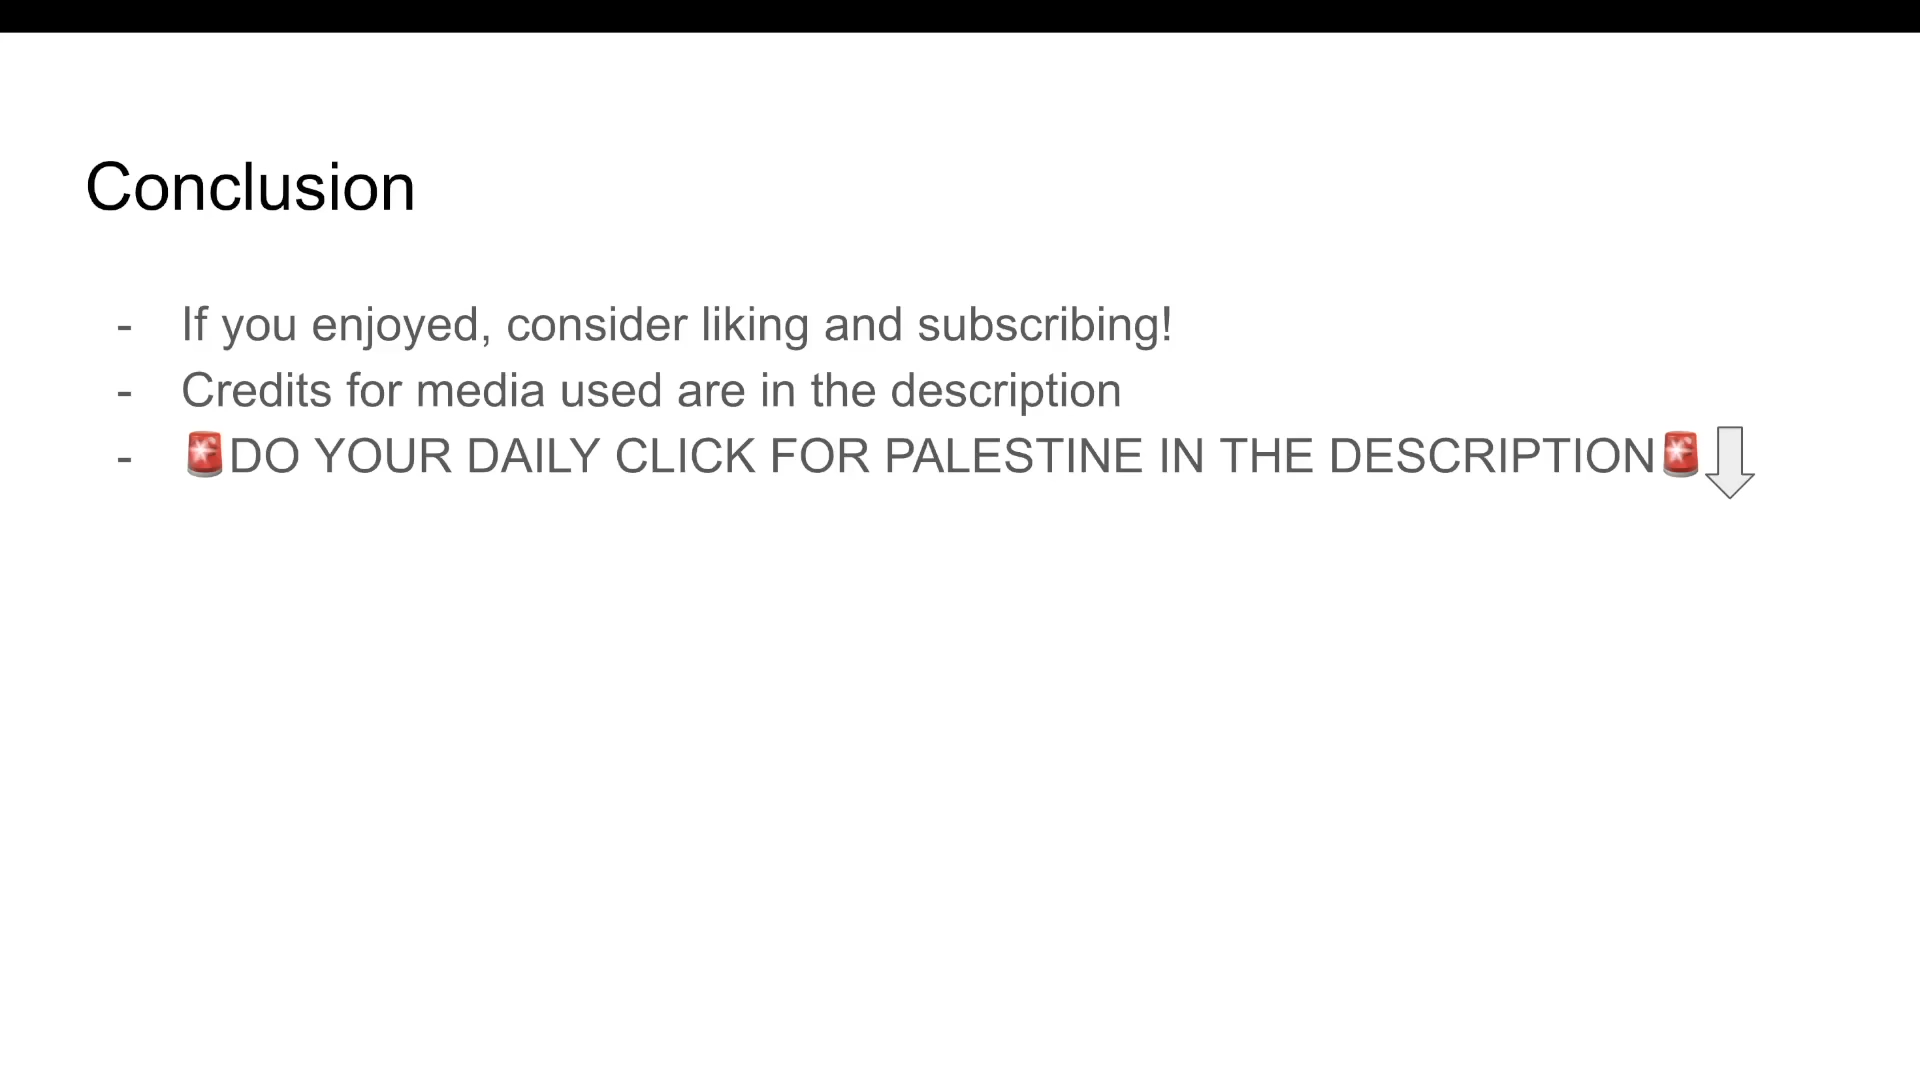 Conclusion
- If you enjoyed, consider liking and subscribing!
- Credits for media used are in the description
- 🚨DO YOUR DAILY CLICK FOR PALESTINE IN THE DESCRIPTION🚨